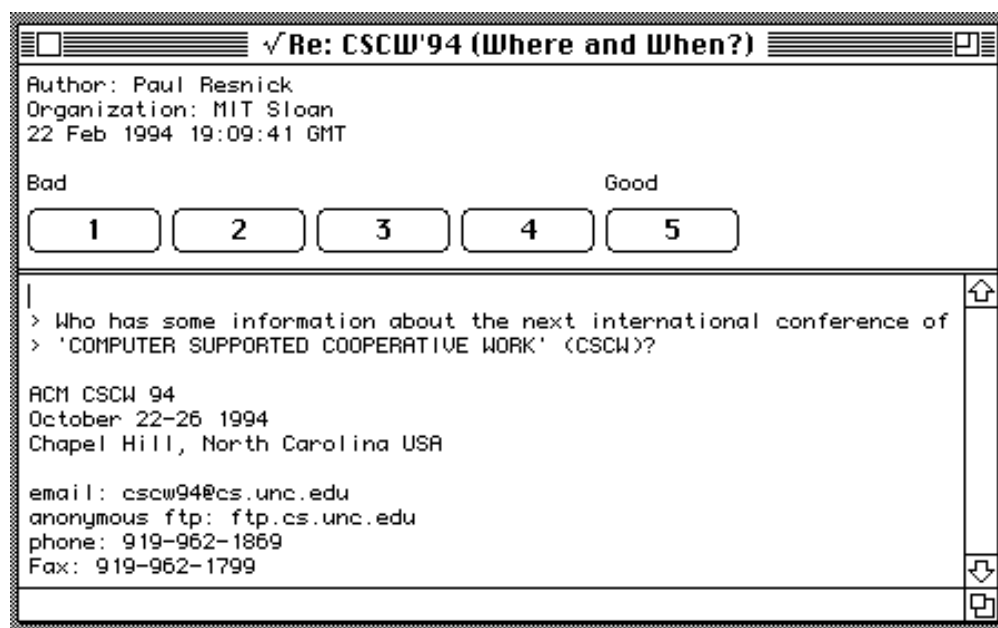 √Re: CSCW'94 (Where and When?)
Author: Paul Resnick
Organization: MIT Sloan
22 Feb 1994 19:09:41 GMT
Bad Good
1 2 3 4 5
> Who has some information about the next international conference of
> 'COMPUTER SUPPORTED COOPERATIVE WORK' (CSCW)?
ACM CSCW 94
October 22-26 1994
Chapel Hill, North Carolina USA
email: cscw94@cs.unc.edu
anonymous ftp: ftp.cs.unc.edu
phone: 919-962-1869
Fax: 919-962-1799